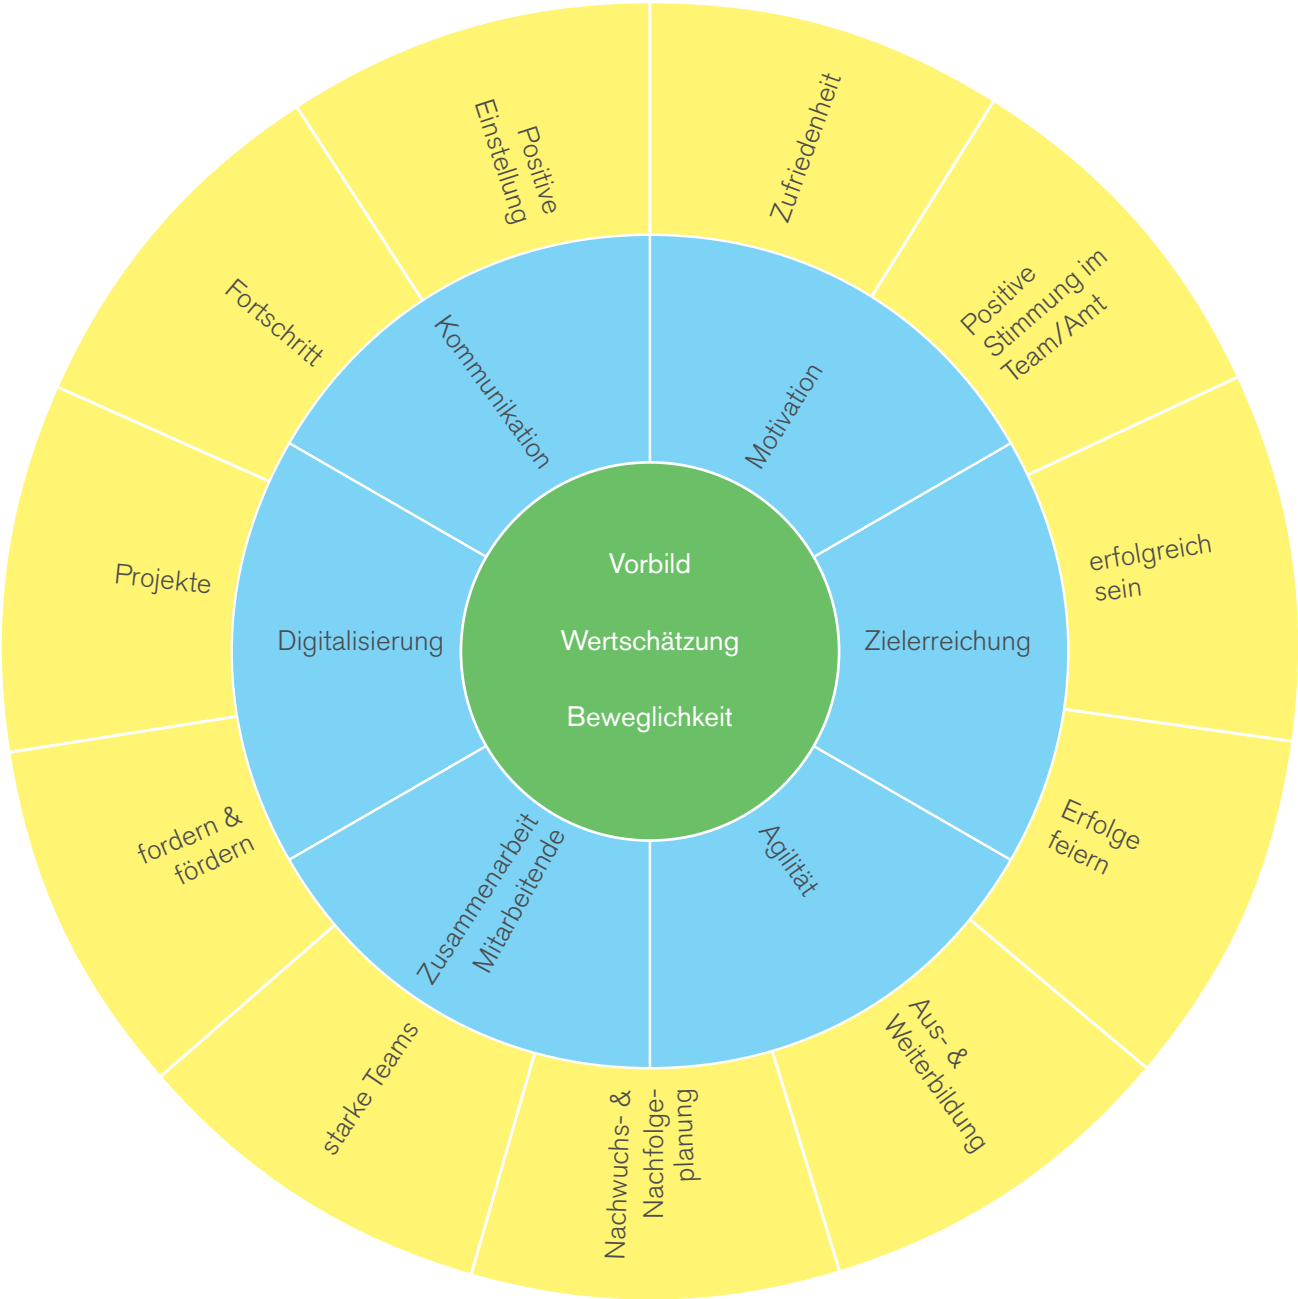 Vorbild
Wertschätzung
Beweglichkeit
Motivation
Zielerreichung
Agilität
Zusammenarbeit
Mitarbeitende
Digitalisierung
Kommunikation
Zufriedenheit
Positive
Stimmung im
Team/Amt
erfolgreich
sein
Erfolge
feiern
Aus- &
Weiterbildung
Nachwuchs- &
Nachfolge-
planung
starke Teams
fordern &
fördern
Projekte
Fortschritt
Positive
Einstellung